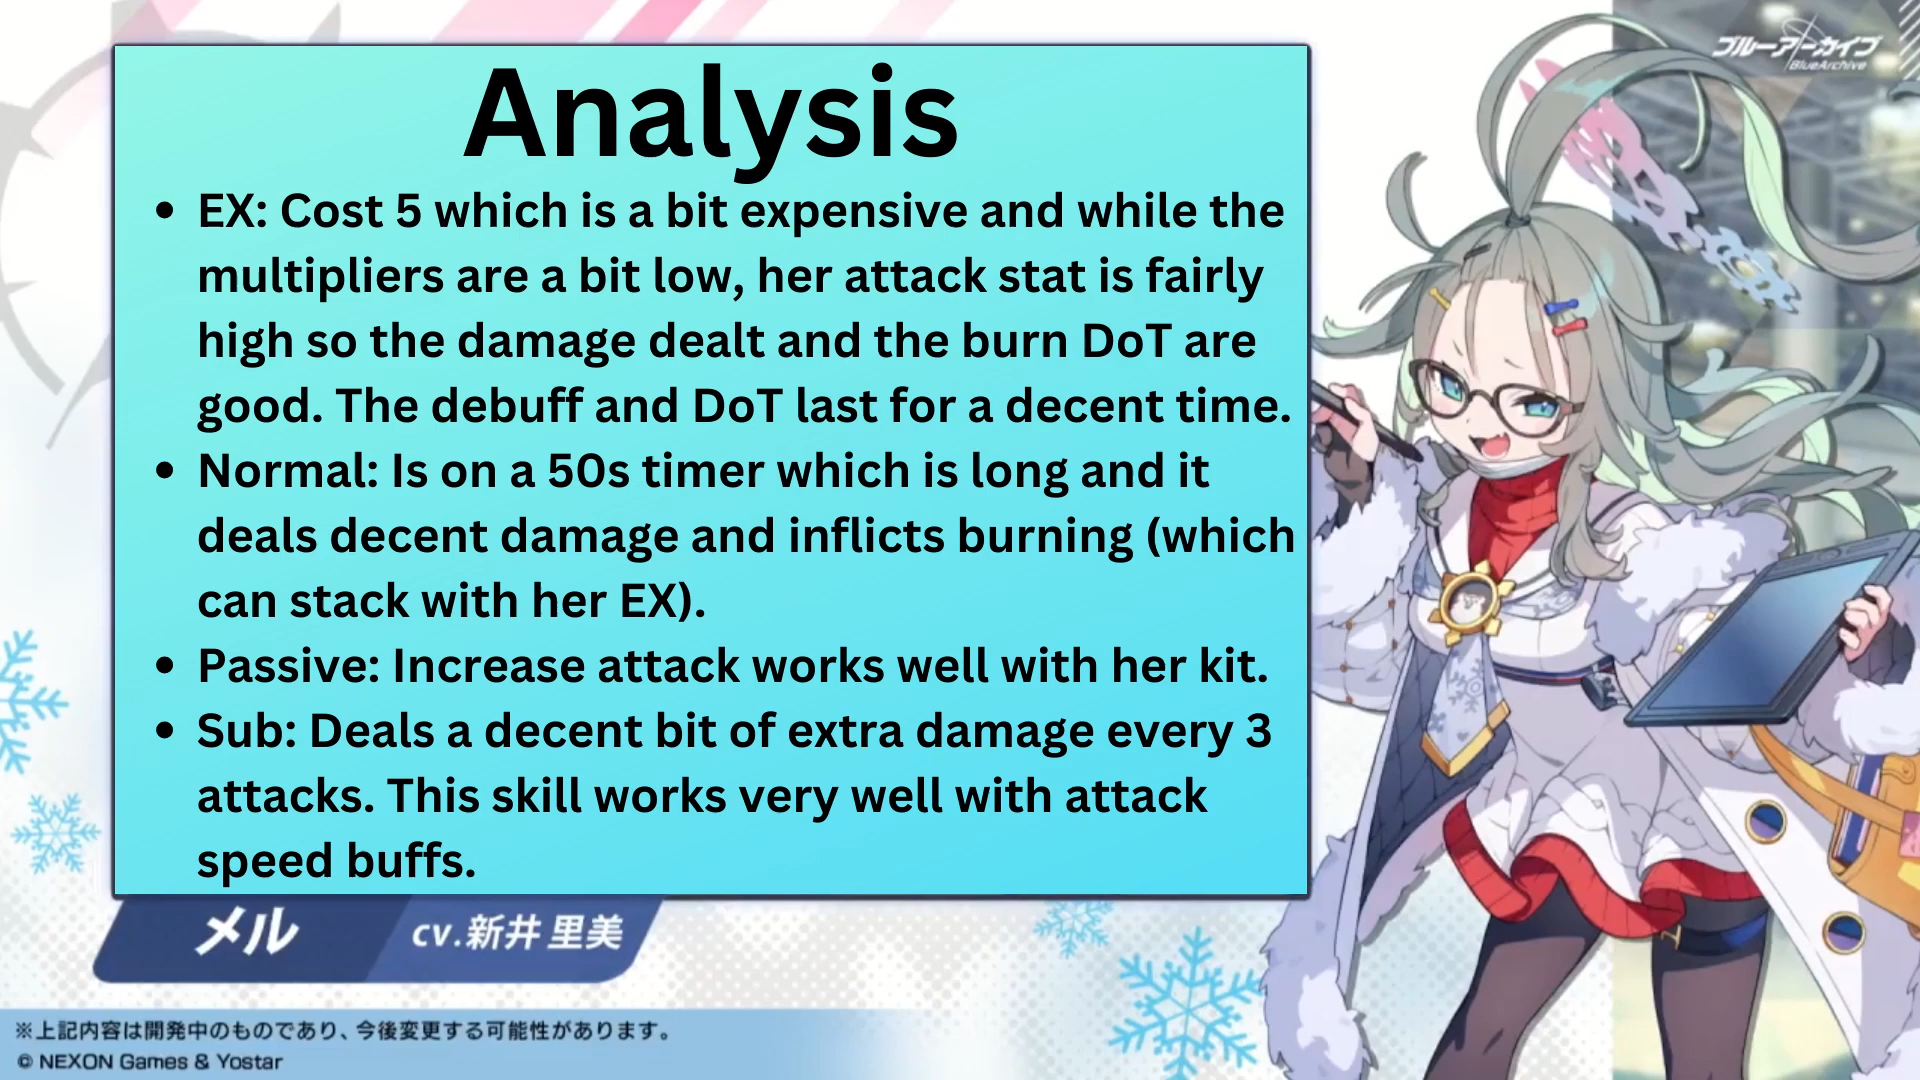 ブルーアーカイブ
BlueArchive
Analysis
• EX: Cost 5 which is a bit expensive and while the
multipliers are a bit low, her attack stat is fairly
high so the damage dealt and the burn DoT are
good. The debuff and DoT last for a decent time.
• Normal: Is on a 50s timer which is long and it
deals decent damage and inflicts burning (which
can stack with her EX).
• Passive: Increase attack works well with her kit.
• Sub: Deals a decent bit of extra damage every 3
attacks. This skill works very well with attack
speed buffs.
メル cv.新井 里美
※上記内容は開発中のものであり、今後変更する可能性があります。
© NEXON Games & Yostar